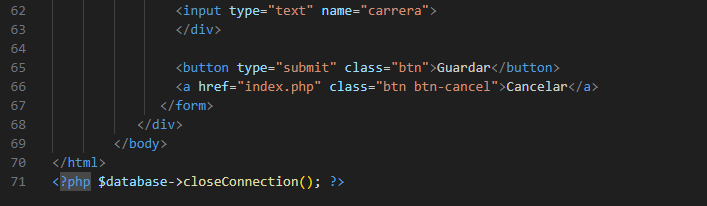 62 <input type="text" name="carrera">
63 </div>
64
65 <button type="submit" class="btn">Guardar</button>
66 <a href="index.php" class="btn btn-cancel">Cancelar</a>
67 </form>
68 </div>
69 </body>
70 </html>
71 <?php $database->closeConnection(); ?>